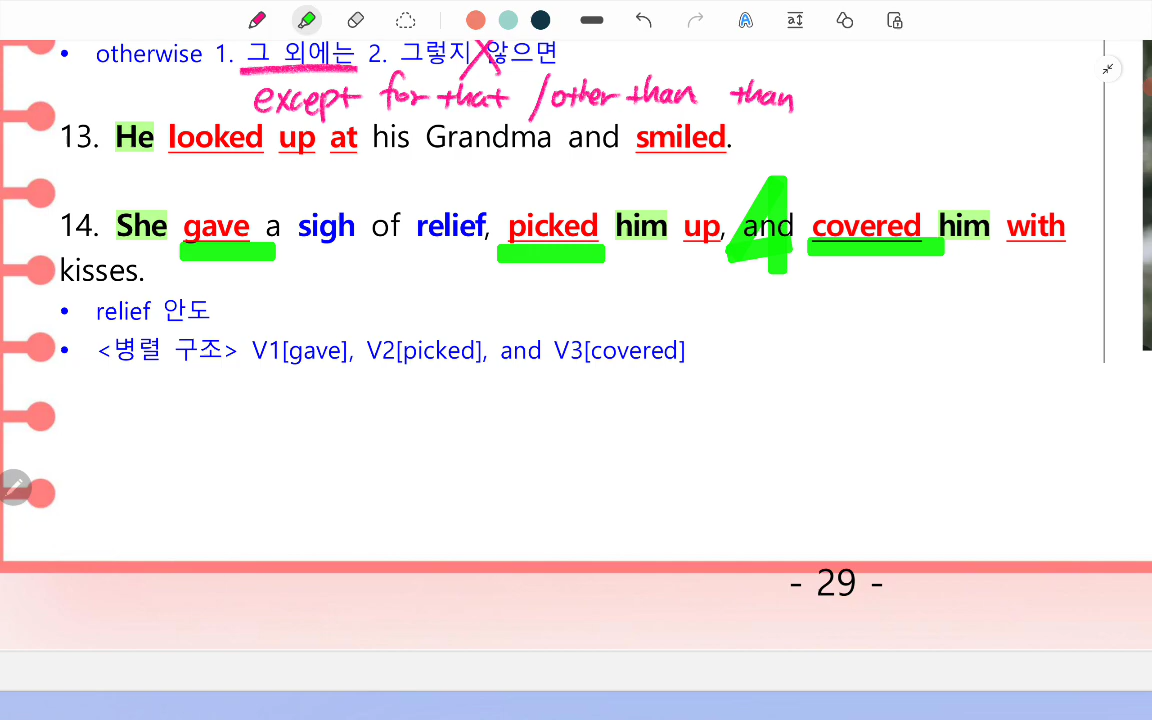 • otherwise 1. 그 외에는 2. 그렇지 않으면
except for that / other than than
13. He looked up at his Grandma and smiled.
14. She gave a sigh of relief, picked him up, and covered him with
4
kisses.
• relief 안도
• <병렬 구조> V1[gave], V2[picked], and V3[covered]
- 29 -